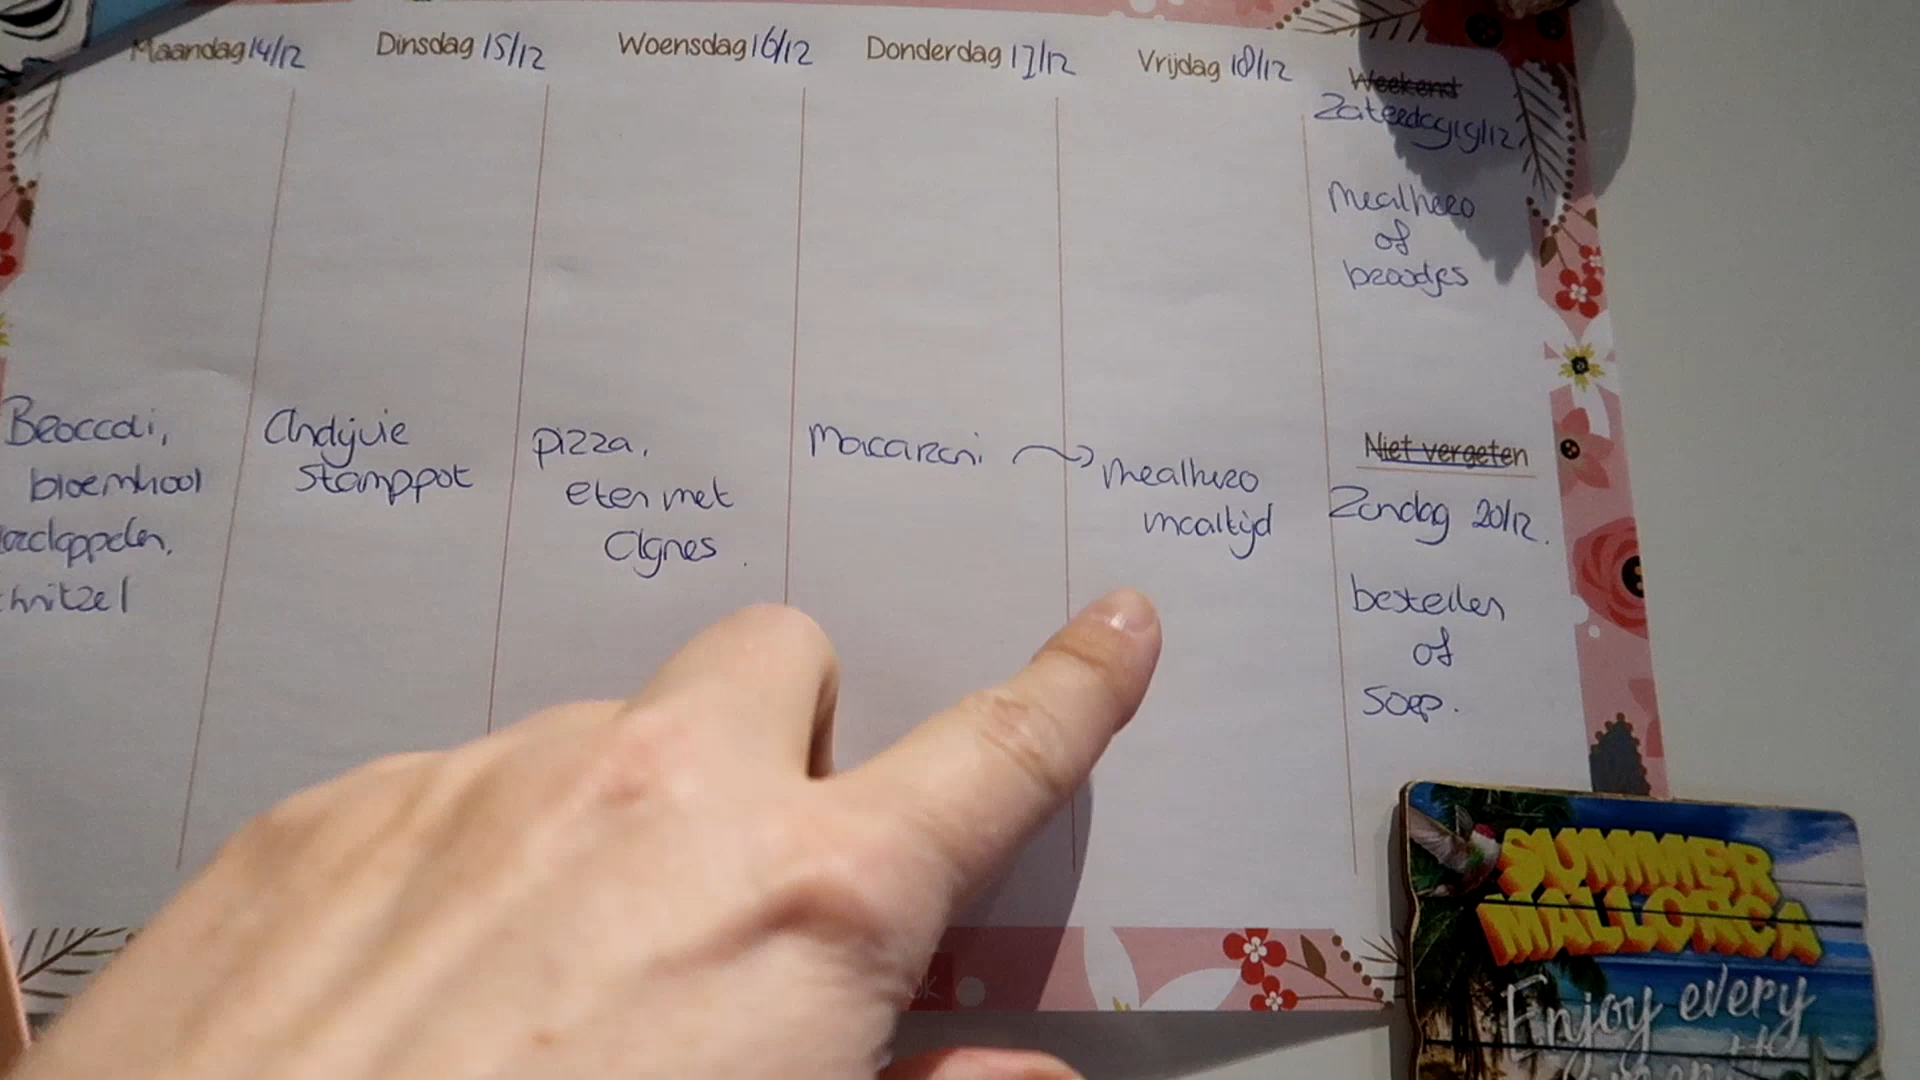 Maandag 14/12
Dinsdag 15/12
Woensdag 16/12
Donderdag 17/12
Vrijdag 18/12
Weekend
Zaterdag 19/12
Mealhero
of
broodjes
Broccoli,
bloemkool
aardappelen,
schnitzel
Andijvie
stamppot
pizza,
eten met
Agnes.
Macaroni
Mealhero
maaltijd
Niet vergeten
Zondag 20/12.
bestellen
of
soep.
SUMMER
MALLORCA
Enjoy every